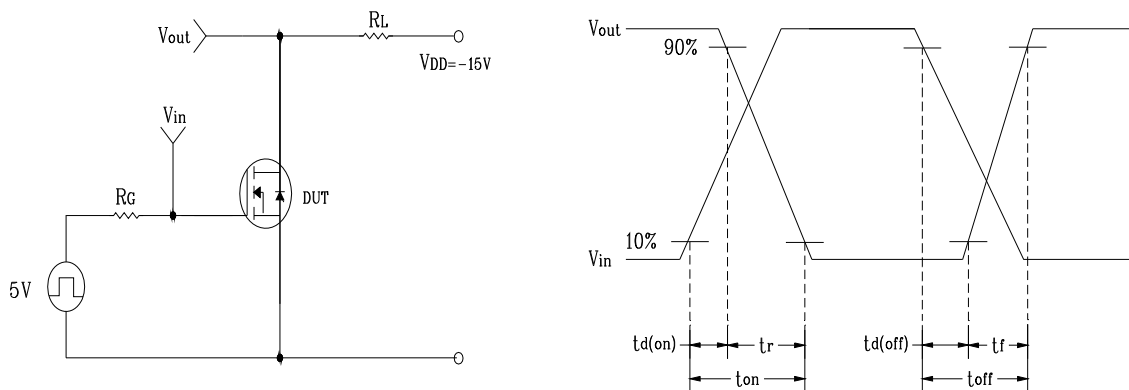 Vout
RL
VDD=-15V
Vin
RG
DUT
5V
Vout
90%
10%
Vin
td(on)
tr
td(off)
tf
ton
toff